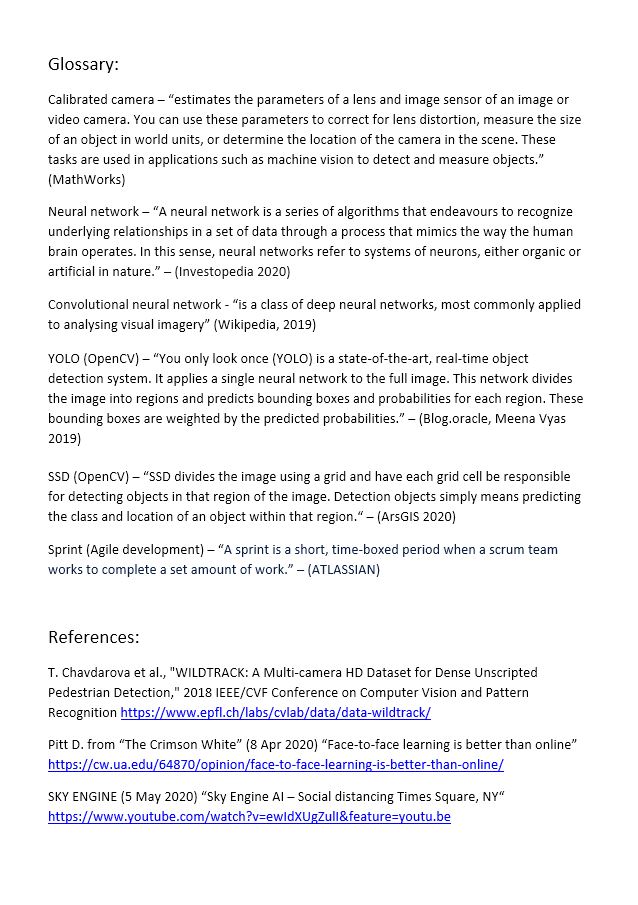 Glossary:
Calibrated camera – “estimates the parameters of a lens and image sensor of an image or
video camera. You can use these parameters to correct for lens distortion, measure the size
of an object in world units, or determine the location of the camera in the scene. These
tasks are used in applications such as machine vision to detect and measure objects.”
(MathWorks)
Neural network – “A neural network is a series of algorithms that endeavours to recognize
underlying relationships in a set of data through a process that mimics the way the human
brain operates. In this sense, neural networks refer to systems of neurons, either organic or
artificial in nature.” – (Investopedia 2020)
Convolutional neural network - “is a class of deep neural networks, most commonly applied
to analysing visual imagery” (Wikipedia, 2019)
YOLO (OpenCV) – “You only look once (YOLO) is a state-of-the-art, real-time object
detection system. It applies a single neural network to the full image. This network divides
the image into regions and predicts bounding boxes and probabilities for each region. These
bounding boxes are weighted by the predicted probabilities.” – (Blog.oracle, Meena Vyas
2019)
SSD (OpenCV) – “SSD divides the image using a grid and have each grid cell be responsible
for detecting objects in that region of the image. Detection objects simply means predicting
the class and location of an object within that region.“ – (ArsGIS 2020)
Sprint (Agile development) – “A sprint is a short, time-boxed period when a scrum team
works to complete a set amount of work.” – (ATLASSIAN)
References:
T. Chavdarova et al., "WILDTRACK: A Multi-camera HD Dataset for Dense Unscripted
Pedestrian Detection," 2018 IEEE/CVF Conference on Computer Vision and Pattern
Recognition https://www.epfl.ch/labs/cvlab/data/data-wildtrack/
Pitt D. from “The Crimson White” (8 Apr 2020) “Face-to-face learning is better than online”
https://cw.ua.edu/64870/opinion/face-to-face-learning-is-better-than-online/
SKY ENGINE (5 May 2020) “Sky Engine AI – Social distancing Times Square, NY“
https://www.youtube.com/watch?v=ewIdXUgZulI&feature=youtu.be